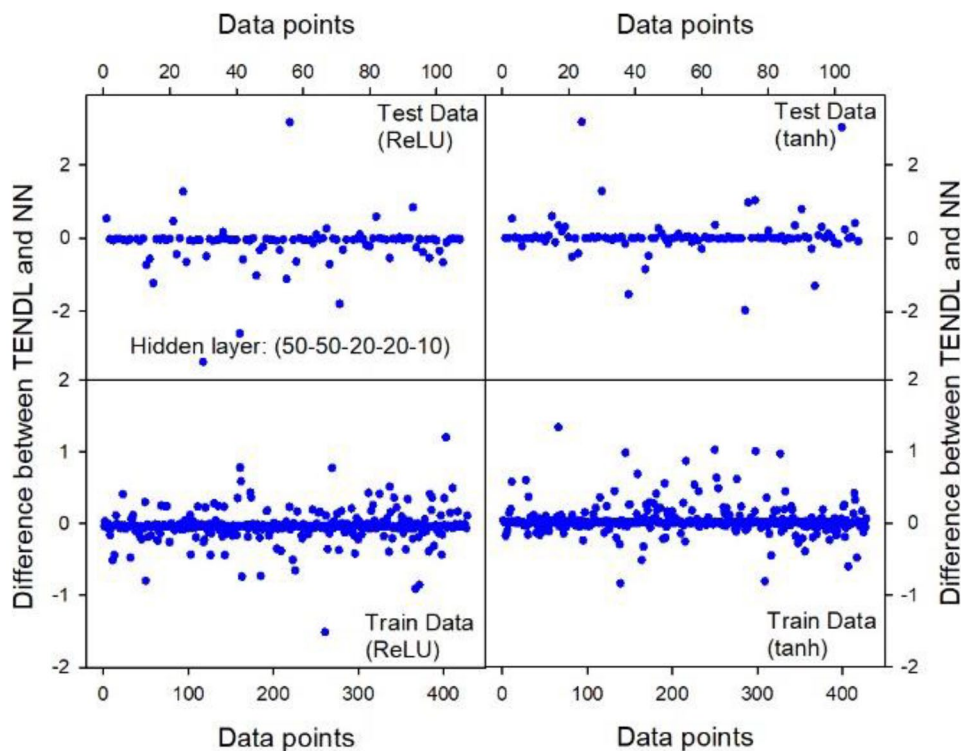 Data points
Data points
0 20 40 60 80 100
0 20 40 60 80 100
Difference between TENDL and NN
2
0
-2
Test Data
(ReLU)
Hidden layer: (50-50-20-20-10)
Test Data
(tanh)
2
0
-2
Difference between TENDL and NN
2
1
0
-1
-2
Train Data
(ReLU)
Train Data
(tanh)
2
1
0
-1
-2
0 100 200 300 400
0 100 200 300 400
Data points
Data points